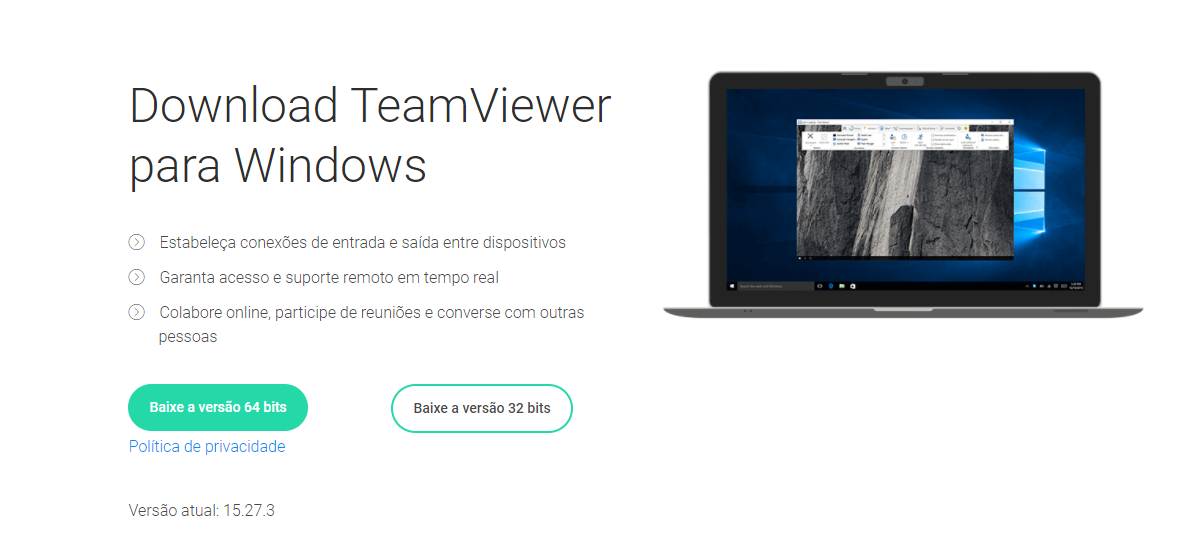 Download TeamViewer
para Windows
Estabeleça conexões de entrada e saída entre dispositivos
Garanta acesso e suporte remoto em tempo real
Colabore online, participe de reuniões e converse com outras
pessoas
Baixe a versão 64 bits
Baixe a versão 32 bits
Política de privacidade
Versão atual: 15.27.3